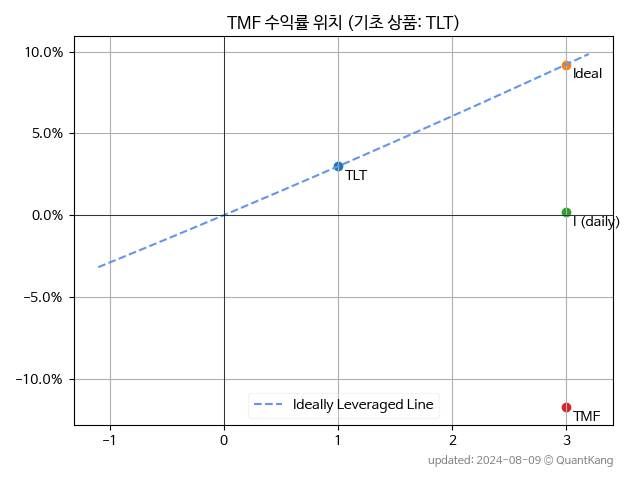 TMF 수익률 위치 (기초 상품: TLT)
10.0%
5.0%
0.0%
−5.0%
−10.0%
Ideal
TLT
I (daily)
TMF
Ideally Leveraged Line
−1
0
1
2
3
updated: 2024-08-09 © QuantKang